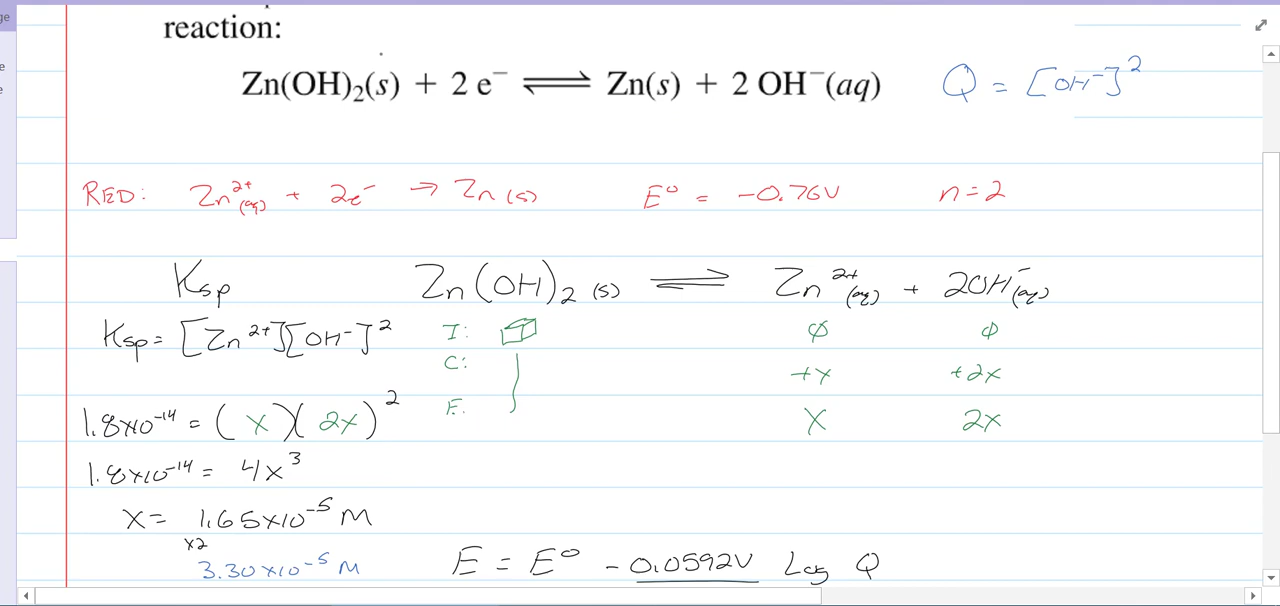 reaction:
Zn(OH)₂(s) + 2 e⁻ ⇌ Zn(s) + 2 OH⁻(aq)
Q = [OH⁻]²
RED: Zn²⁺(aq) + 2e⁻ → Zn(s) E° = -0.76V n=2
Ksp Zn(OH)₂(s) ⇌ Zn²⁺(aq) + 2OH⁻(aq)
Ksp = [Zn²⁺][OH⁻]² I: ∅ ∅
C: +x +2x
1.8x10⁻¹⁴ = (x)(2x)² E: x 2x
1.8x10⁻¹⁴ = 4x³
x = 1.65x10⁻⁵ M
x2
3.30x10⁻⁵ M E = E° - 0.0592V Log Q